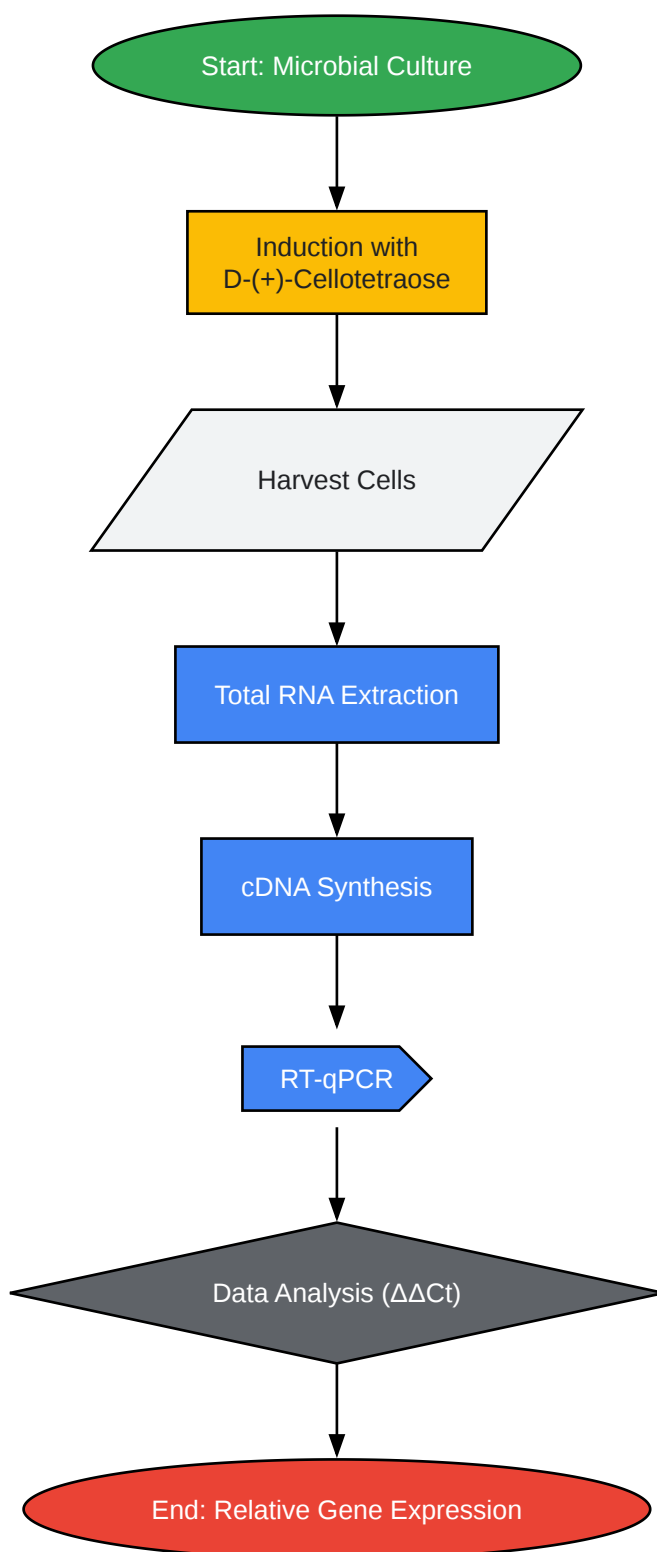 Start: Microbial Culture
Induction with
D-(+)-Cellotetraose
Harvest Cells
Total RNA Extraction
cDNA Synthesis
RT-qPCR
Data Analysis (ΔΔCt)
End: Relative Gene Expression